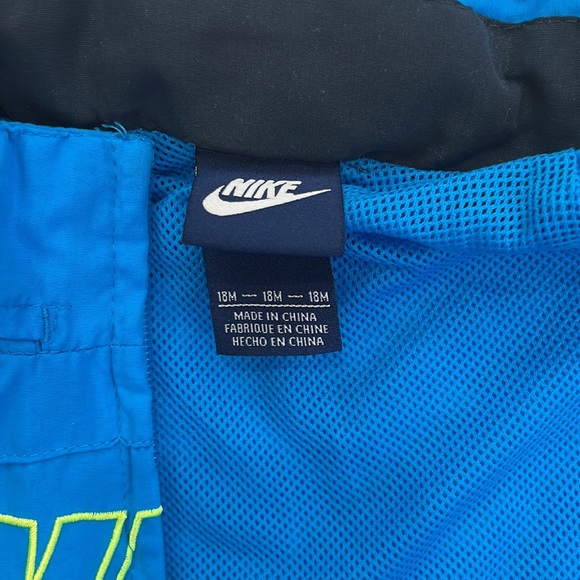 NIKE
18M — 18M — 18M
MADE IN CHINA
FABRIQUE EN CHINE
HECHO EN CHINA